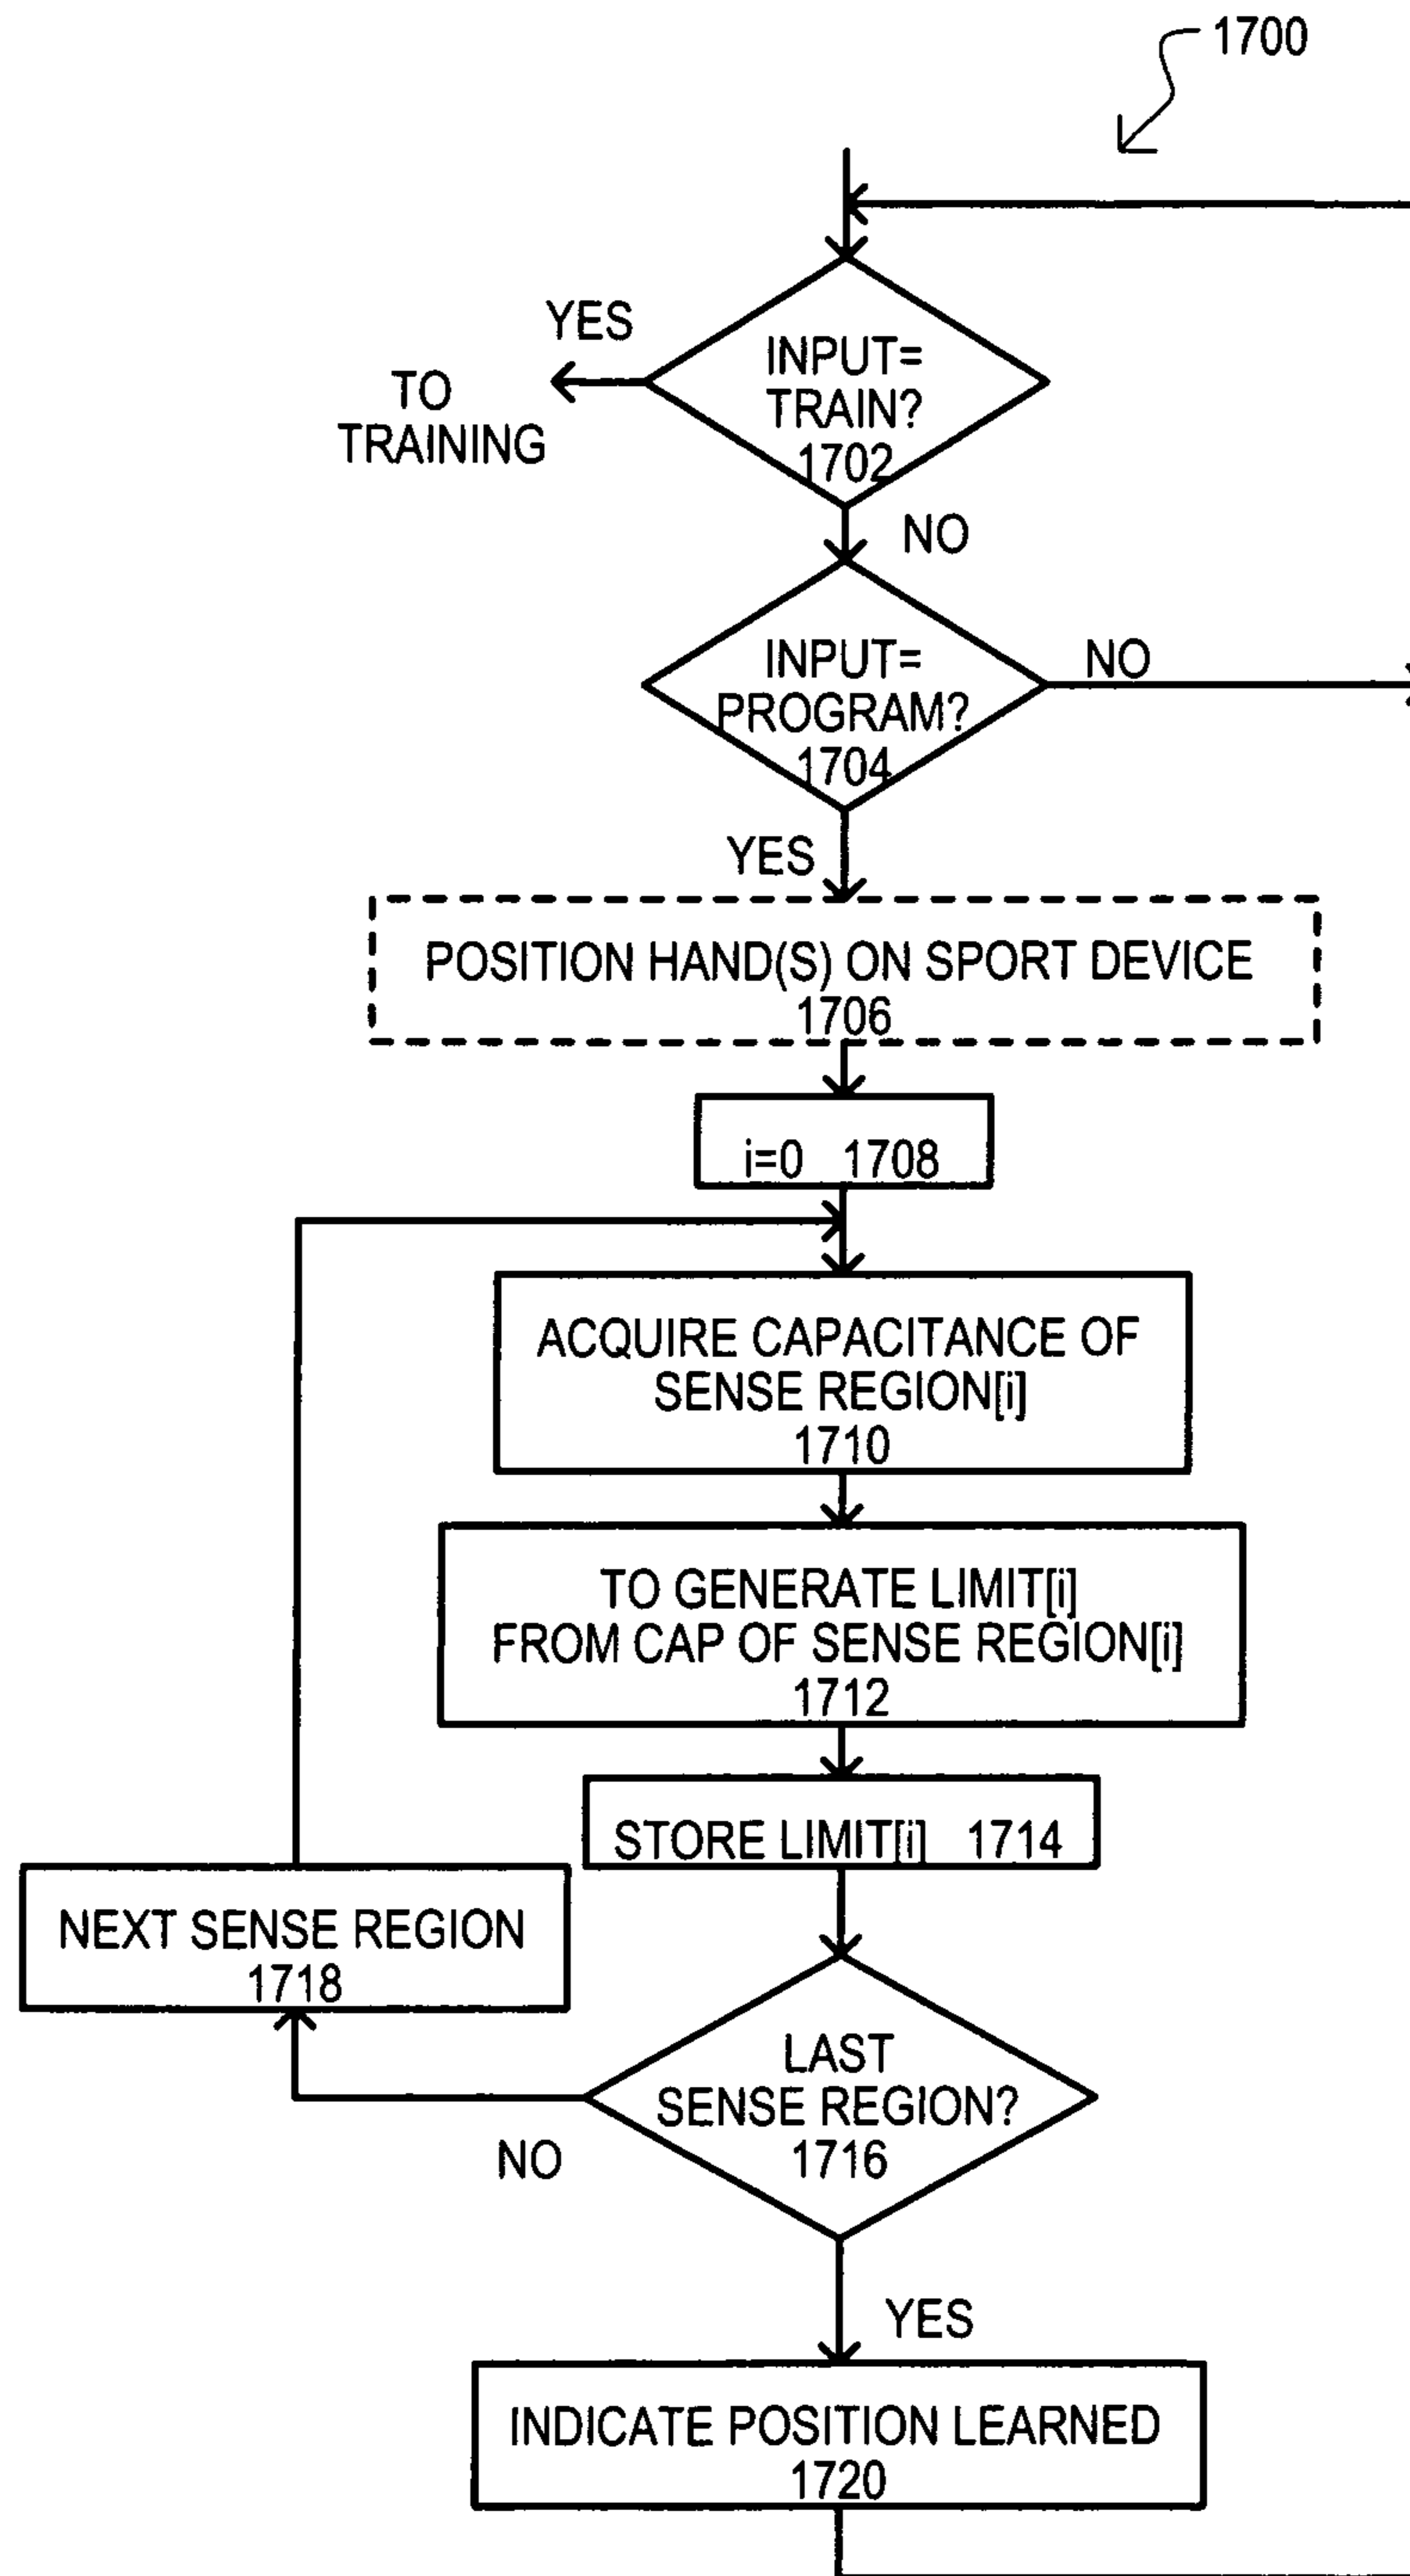 1700
YES
INPUT=
TRAIN?
1702
TO
TRAINING
NO
INPUT=
PROGRAM?
1704
NO
YES
POSITION HAND(S) ON SPORT DEVICE
1706
i=0 1708
ACQUIRE CAPACITANCE OF
SENSE REGION[i]
1710
TO GENERATE LIMIT[i]
FROM CAP OF SENSE REGION[i]
1712
STORE LIMIT[i] 1714
NEXT SENSE REGION
1718
LAST
SENSE REGION?
1716
NO
YES
INDICATE POSITION LEARNED
1720